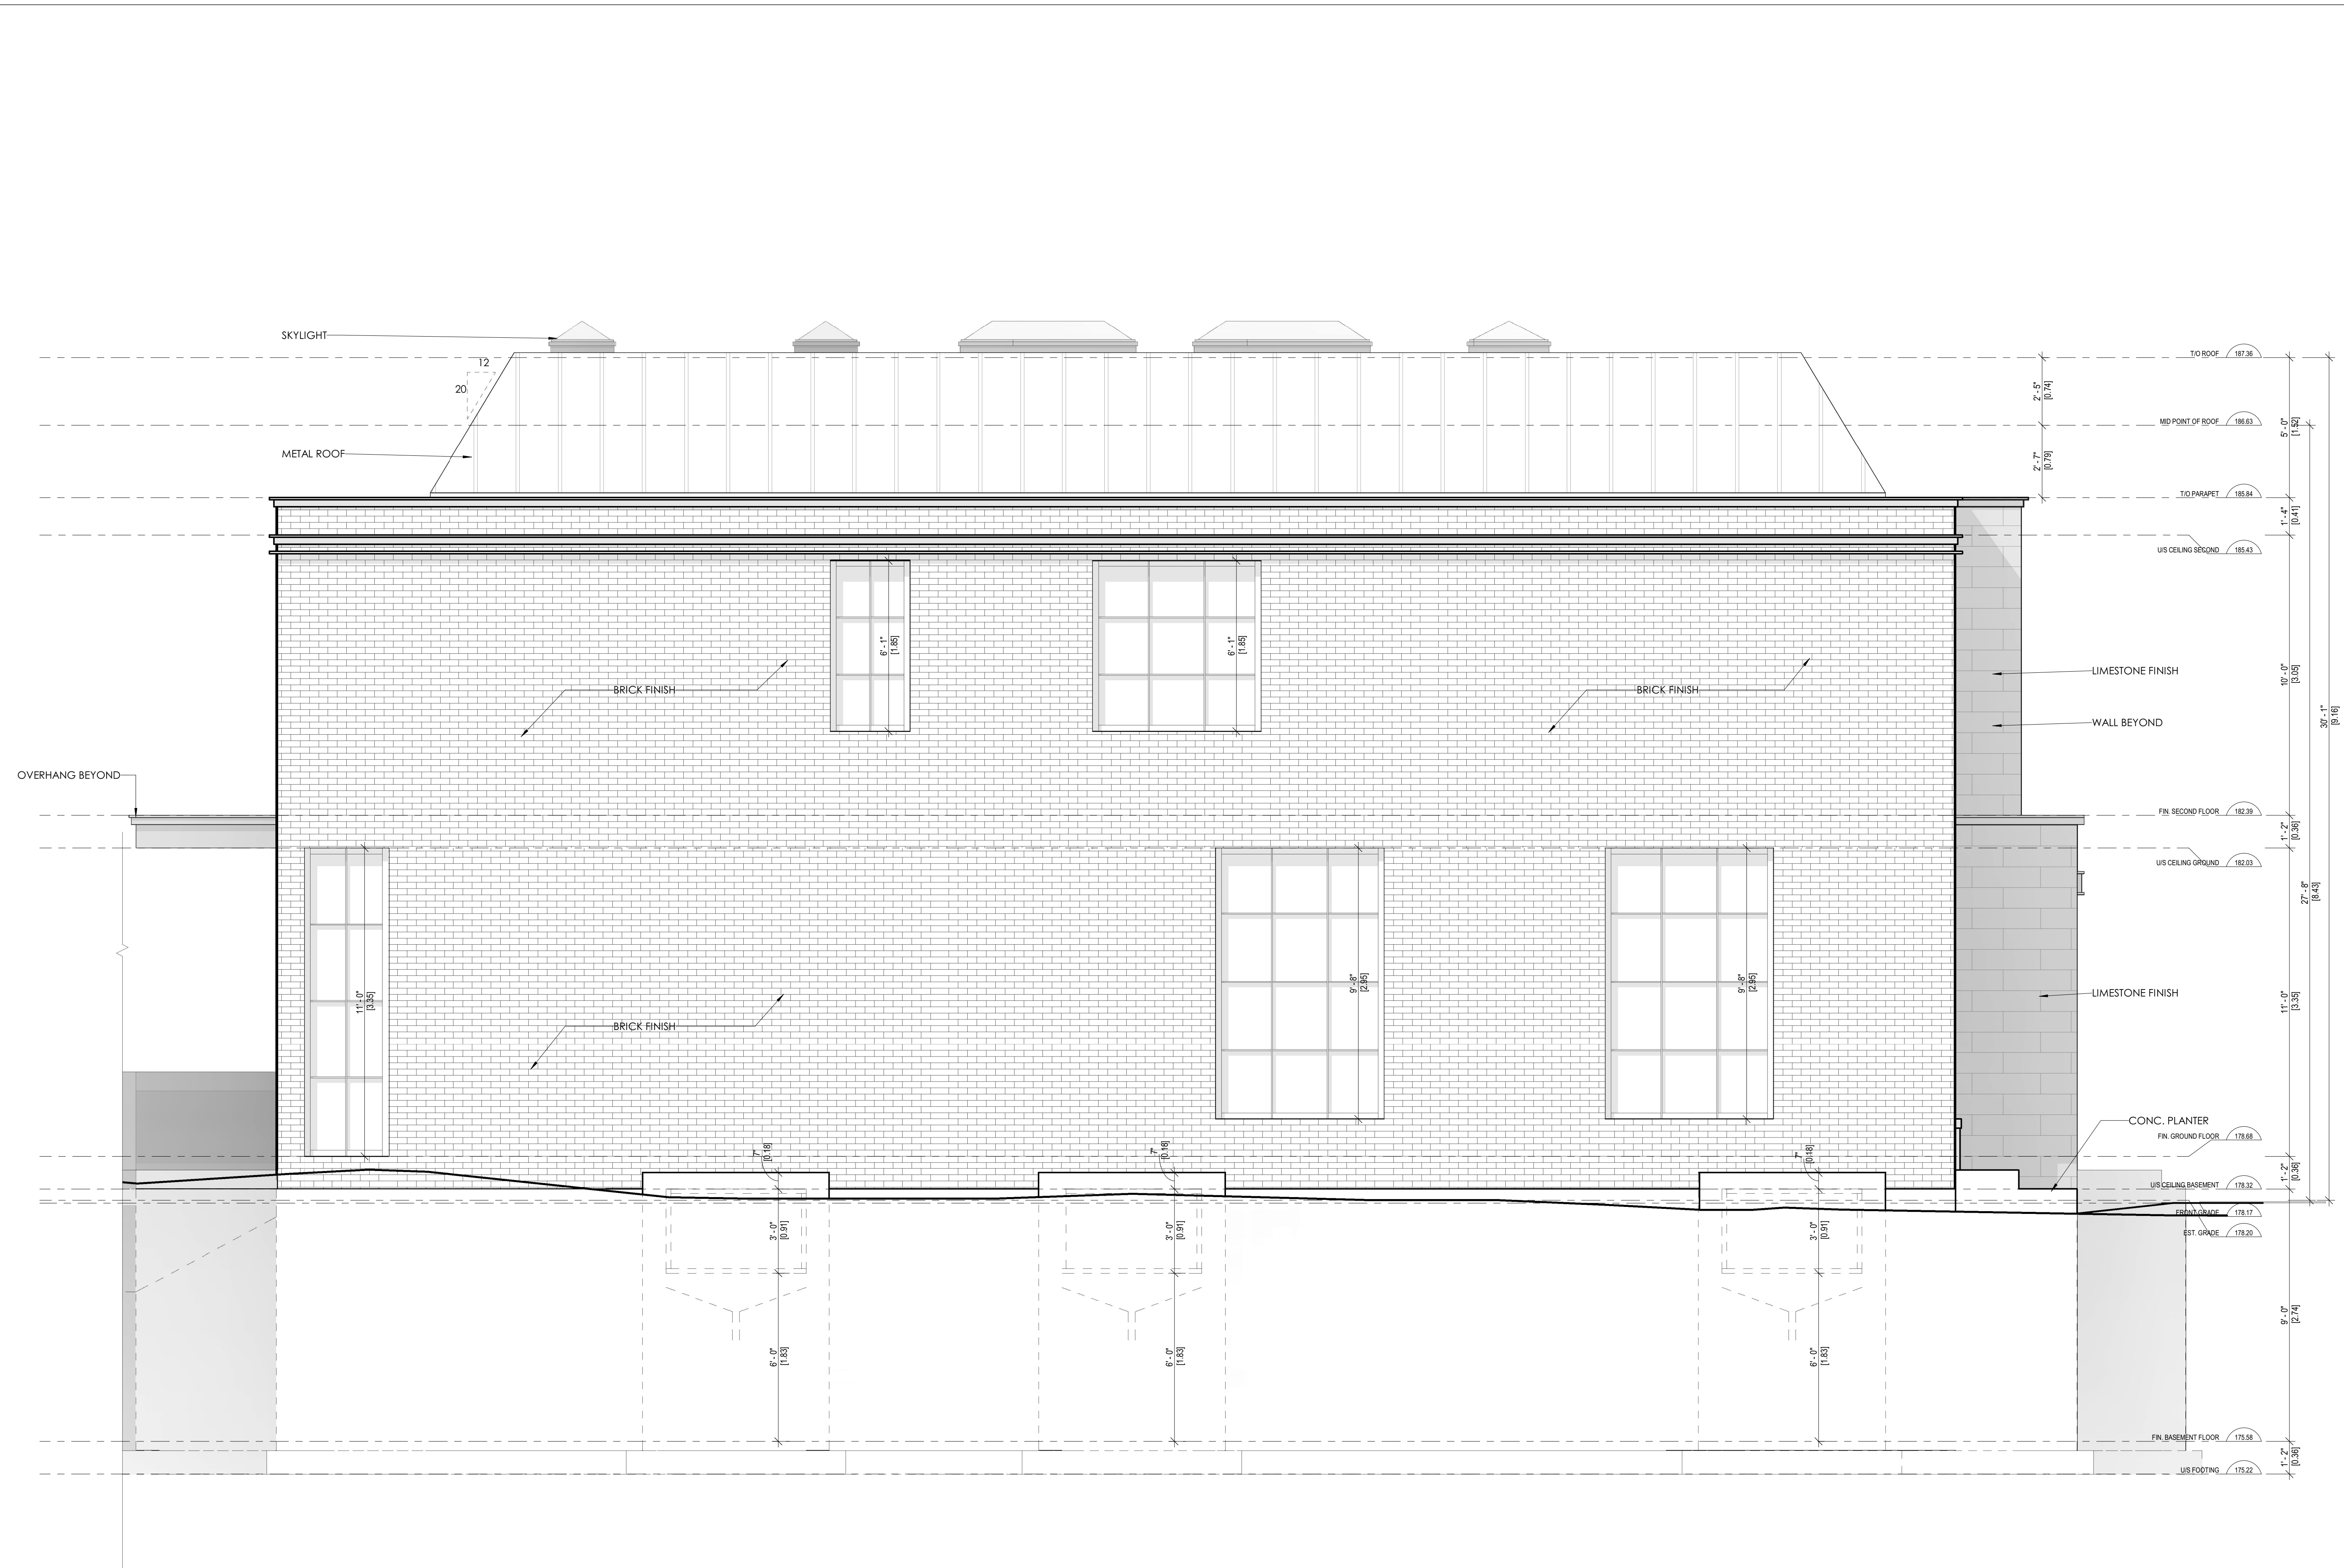 SKYLIGHT
12
20
T/O ROOF 187.36
2' - 5"
[0.74]
MID POINT OF ROOF 186.63
5' - 0"
[1.52]
METAL ROOF
2' - 7"
[0.79]
T/O PARAPET 185.84
1' - 4"
[0.41]
U/S CEILING SECOND 185.43
6' - 1"
[1.85]
6' - 1"
[1.85]
BRICK FINISH
BRICK FINISH
LIMESTONE FINISH
10' - 0"
[3.05]
WALL BEYOND
30' - 1"
[9.16]
OVERHANG BEYOND
FIN. SECOND FLOOR 182.39
1' - 2"
[0.36]
U/S CEILING GROUND 182.03
27' - 8"
[8.43]
11' - 0"
[3.35]
9' - 8"
[2.95]
9' - 8"
[2.95]
LIMESTONE FINISH
11' - 0"
[3.35]
BRICK FINISH
CONC. PLANTER
FIN. GROUND FLOOR 178.68
7"
[0.18]
7"
[0.18]
7"
[0.18]
1' - 2"
[0.36]
U/S CEILING BASEMENT 178.32
FRONT GRADE 178.17
EST. GRADE 178.20
3' - 0"
[0.91]
3' - 0"
[0.91]
3' - 0"
[0.91]
9' - 0"
[2.74]
6' - 0"
[1.83]
6' - 0"
[1.83]
6' - 0"
[1.83]
FIN. BASEMENT FLOOR 175.58
1' - 2"
[0.36]
U/S FOOTING 175.22